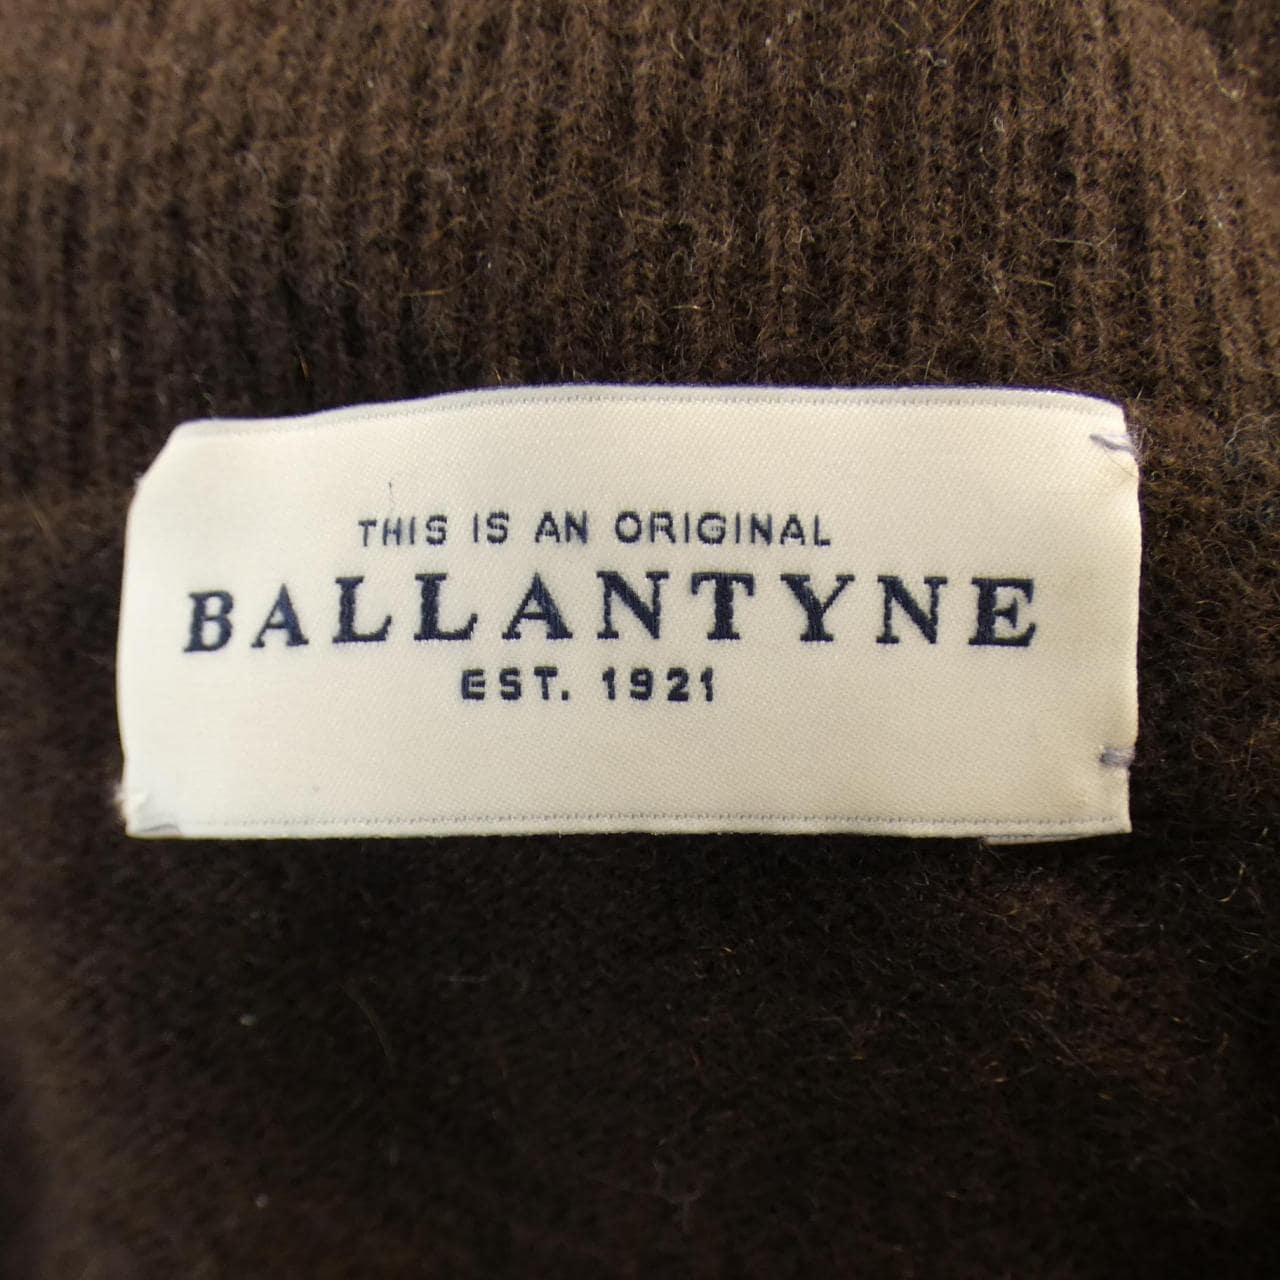 THIS IS AN ORIGINAL
BALLANTYNE
EST. 1921